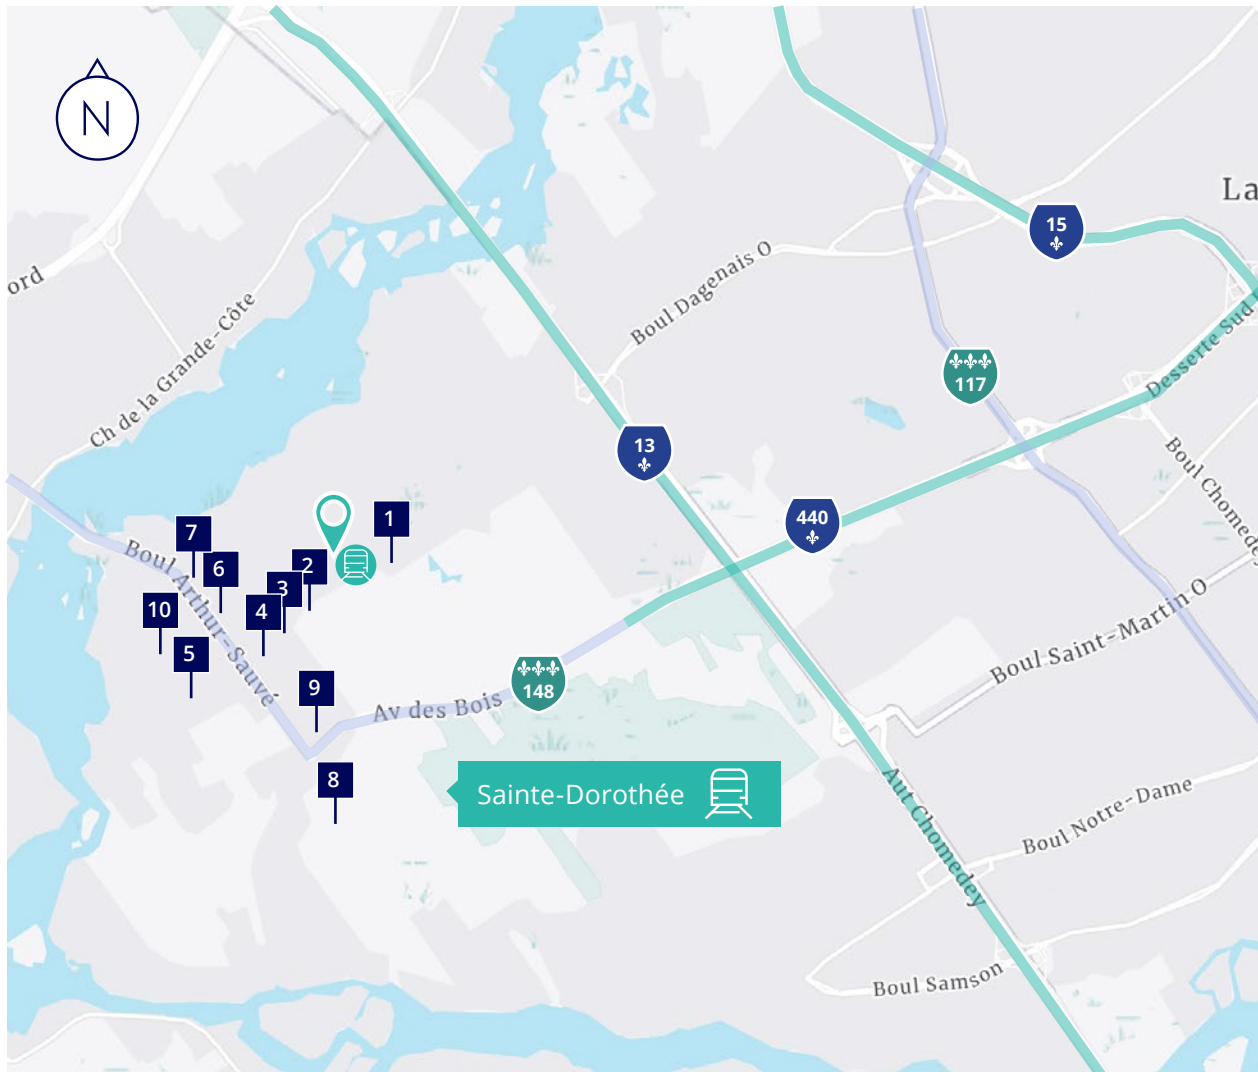 N
La
15
ord
Boul Dagenais O
Ch de la Grande-Côte
Desserte Sud
117
13
Boul Chomedey
440
1
7
Boul Arthur-Sauvé
6
2
3
4
10
5
Boul Saint-Martin O
9
148
Av des Bois
8
Sainte-Dorothée
Aut Chomedey
Boul Notre-Dame
Boul Samson